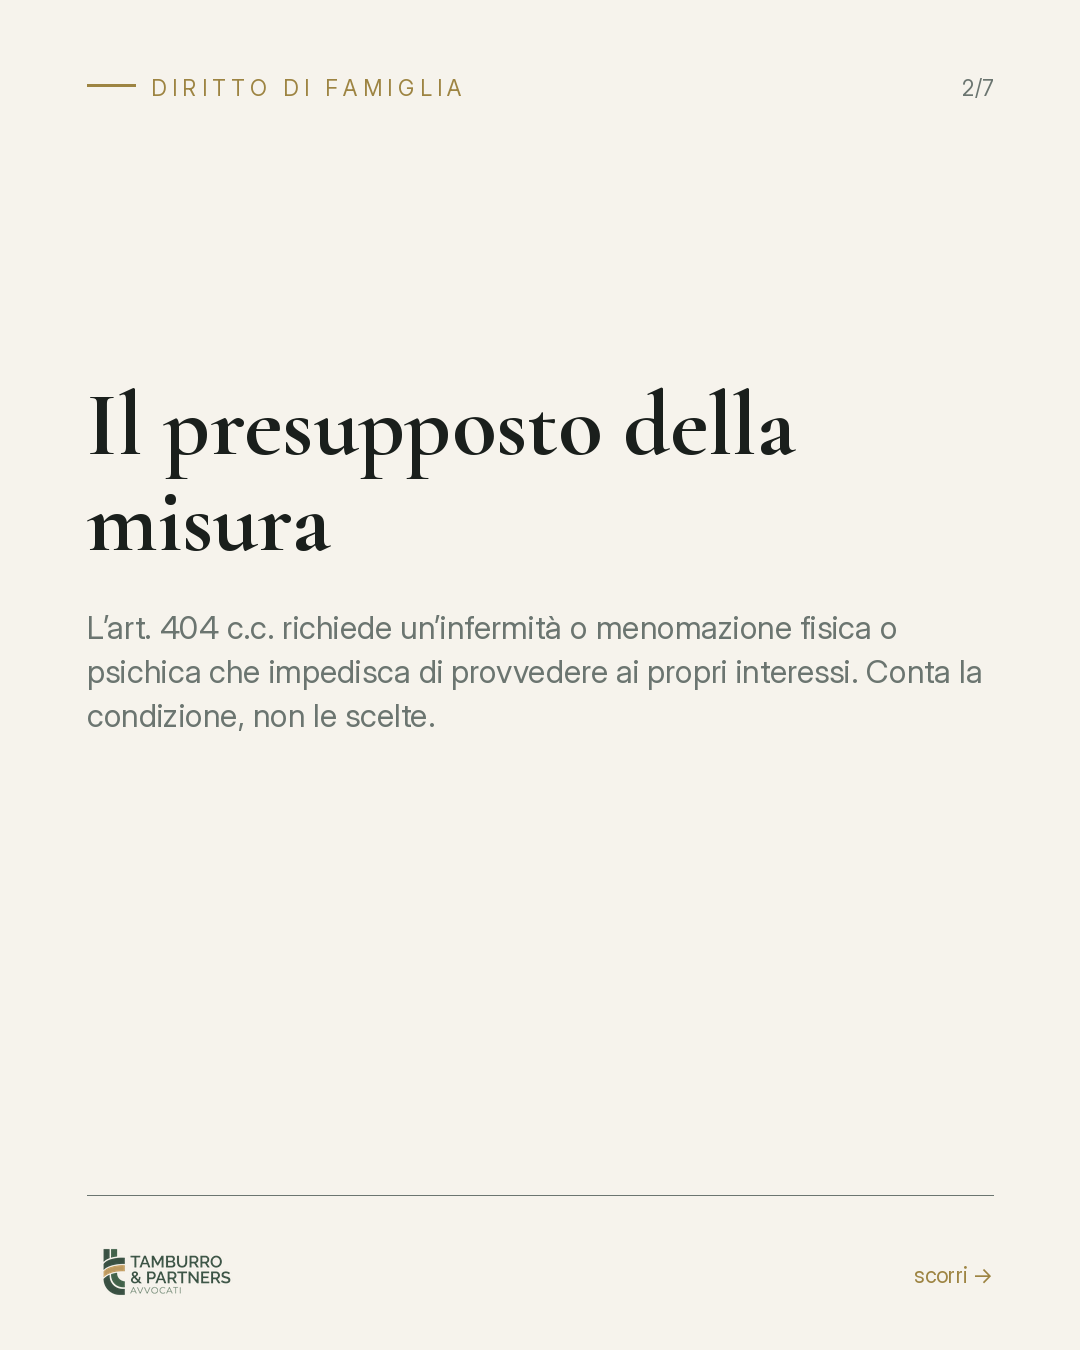 DIRITTO DI FAMIGLIA
2/7
Il presupposto della
misura
L’art. 404 c.c. richiede un’infermità o menomazione fisica o
psichica che impedisca di provvedere ai propri interessi. Conta la
condizione, non le scelte.
TAMBURRO
& PARTNERS
AVVOCATI
scorri →